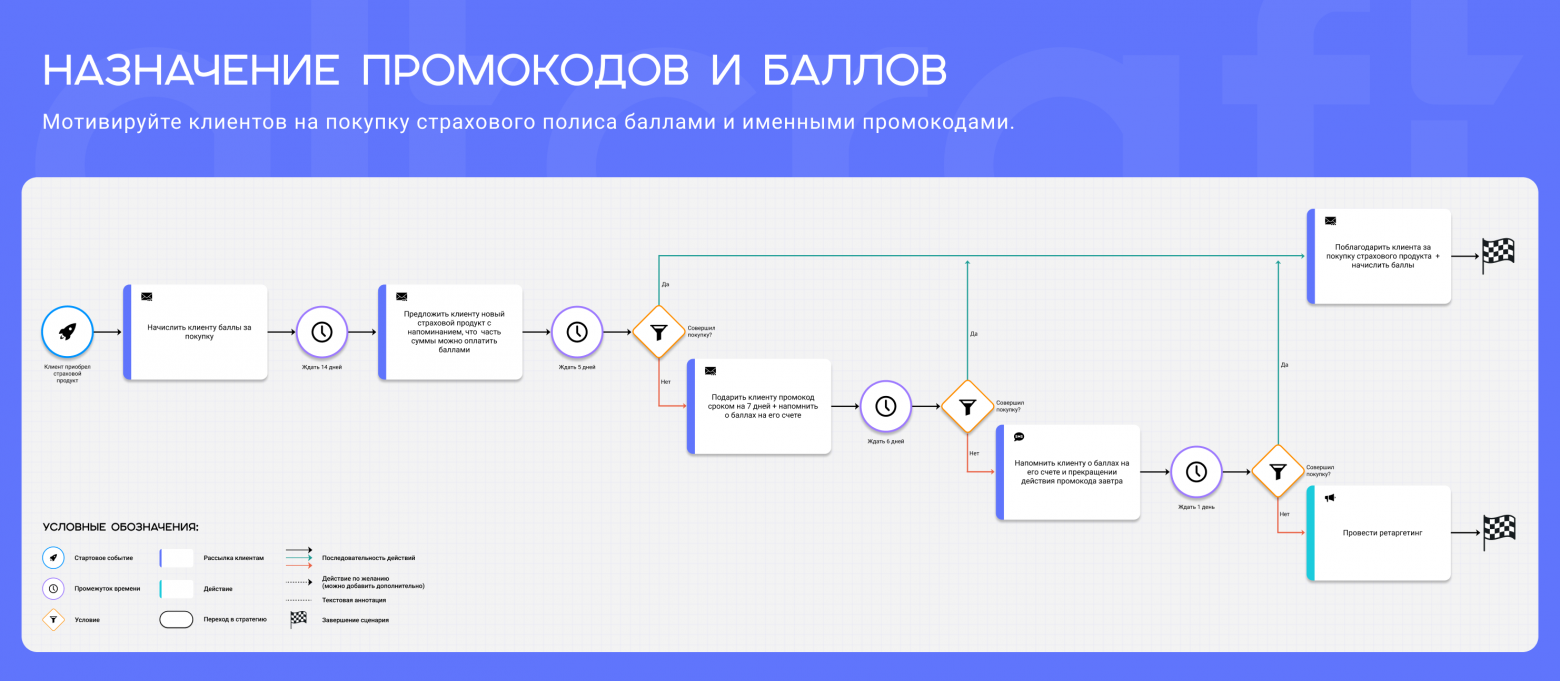 НАЗНАЧЕНИЕ ПРОМОКОДОВ И БАЛЛОВ
Мотивируйте клиентов на покупку страхового полиса баллами и именными промокодами.
Клиент приобрел
страховой
продукт
Начислить клиенту баллы за
покупку
Ждать 14 дней
Предложить клиенту новый
страховой продукт с
напоминанием, что часть
суммы можно оплатить
баллами
Ждать 5 дней
Совершил
покупку?
Да
Нет
Подарить клиенту промокод
сроком на 7 дней + напомнить
о баллах на его счете
Ждать 6 дней
Совершил
покупку?
Да
Нет
SMS
Напомнить клиенту о баллах на
его счете и прекращении
действия промокода завтра
Ждать 1 день
Совершил
покупку?
Да
Нет
Поблагодарить клиента за
покупку страхового продукта +
начислить баллы
Провести ретаргетинг
УСЛОВНЫЕ ОБОЗНАЧЕНИЯ:
Стартовое событие
Промежуток времени
Условие
Рассылка клиентам
Действие
Переход в стратегию
Последовательность действий
Действие по желанию
(можно добавить дополнительно)
Текстовая аннотация
Завершение сценария
altcraft